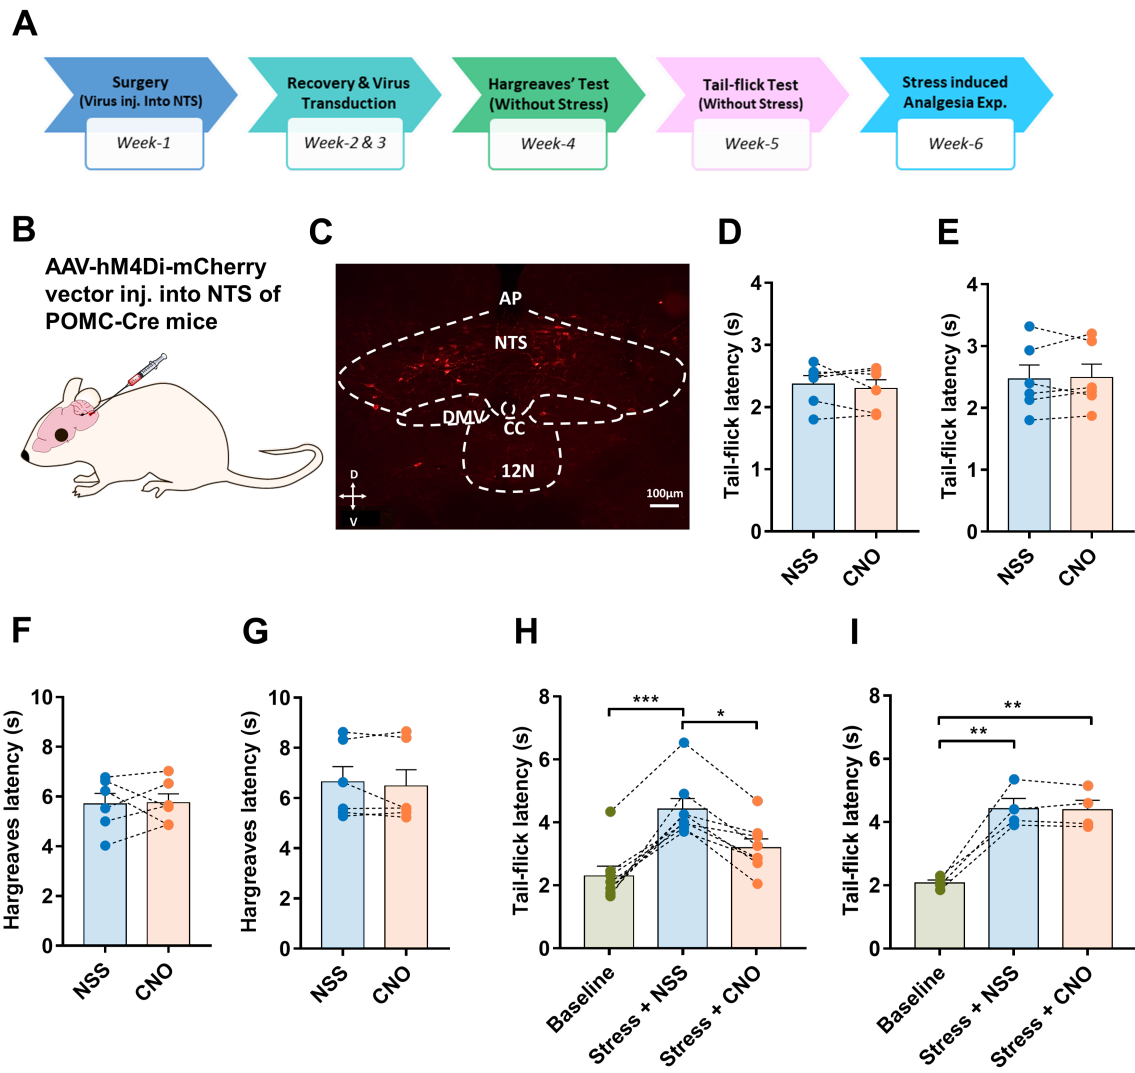 A
Surgery
(Virus inj. Into NTS)
Week-1
Recovery & Virus
Transduction
Week-2 & 3
Hargreaves' Test
(Without Stress)
Week-4
Tail-flick Test
(Without Stress)
Week-5
Stress induced
Analgesia Exp.
Week-6
B
AAV-hM4Di-mCherry
vector inj. into NTS of
POMC-Cre mice
C
AP
NTS
DMV
CC
12N
D
V
100µm
D
Tail-flick latency (s)
4
3
2
1
0
NSS
CNO
E
Tail-flick latency (s)
4
3
2
1
0
NSS
CNO
F
Hargreaves latency (s)
10
8
6
4
2
0
NSS
CNO
G
Hargreaves latency (s)
10
8
6
4
2
0
NSS
CNO
H
Tail-flick latency (s)
8
6
4
2
0
***
*
Baseline
Stress + NSS
Stress + CNO
I
Tail-flick latency (s)
8
6
4
2
0
**
**
Baseline
Stress + NSS
Stress + CNO